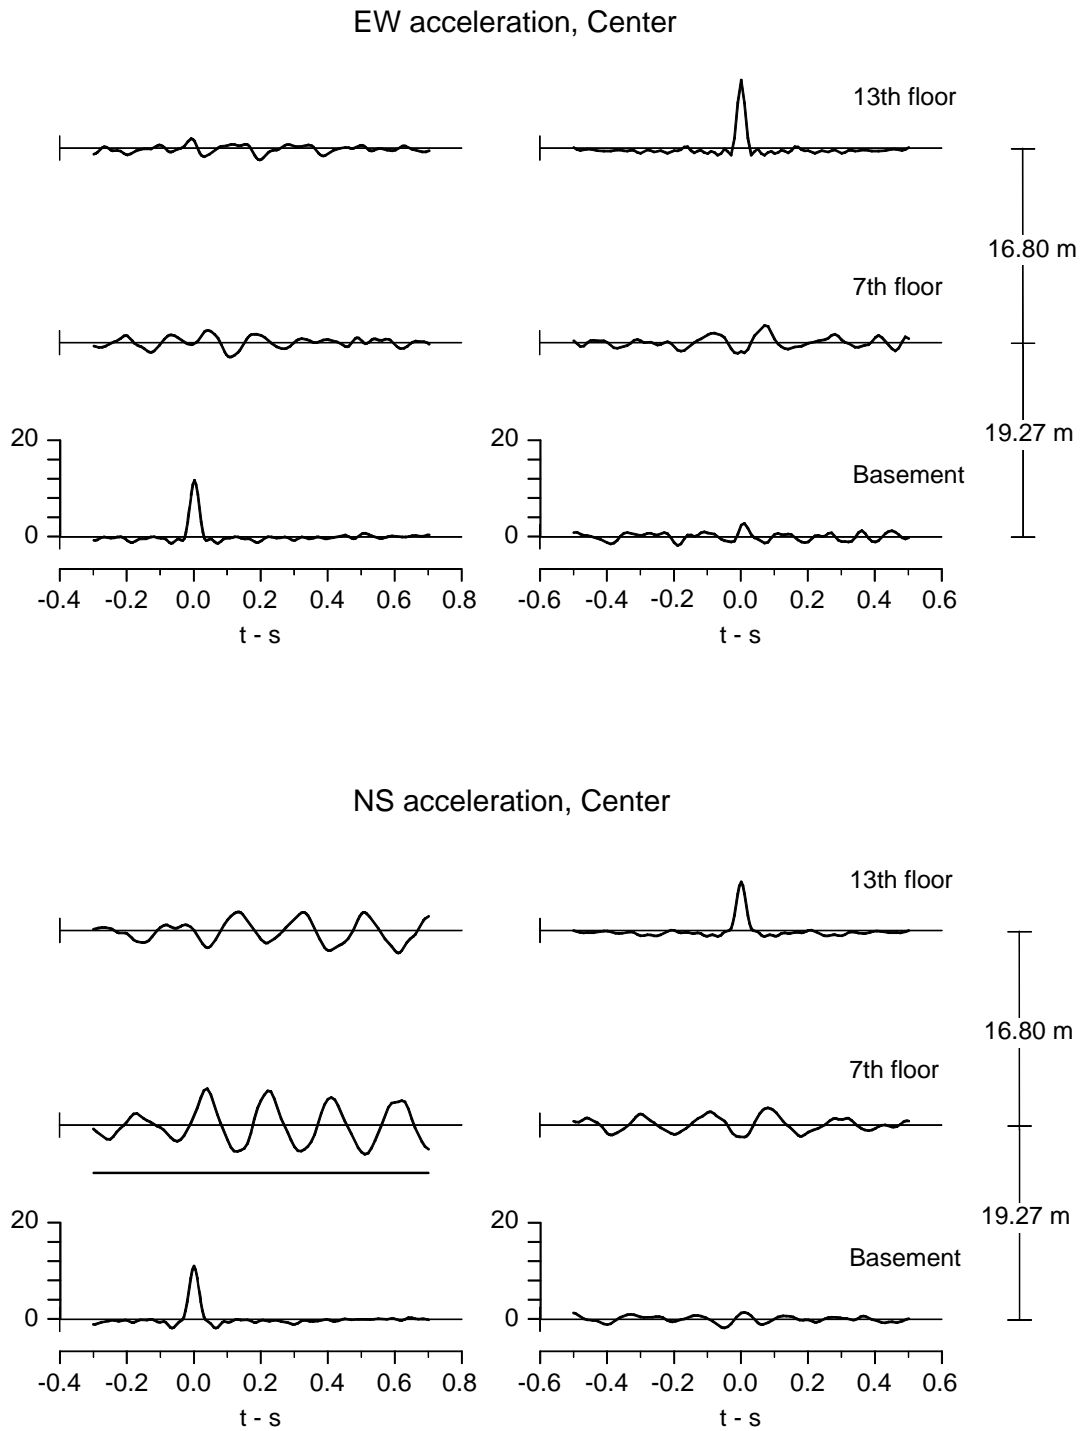 EW acceleration, Center
13th floor
16.80 m
7th floor
20 20 19.27 m
Basement
0 0
-0.4 -0.2 0.0 0.2 0.4 0.6 0.8 -0.6 -0.4 -0.2 0.0 0.2 0.4 0.6
t - s t - s
NS acceleration, Center
13th floor
16.80 m
7th floor
20 20 19.27 m
Basement
0 0
-0.4 -0.2 0.0 0.2 0.4 0.6 0.8 -0.6 -0.4 -0.2 0.0 0.2 0.4 0.6
t - s t - s